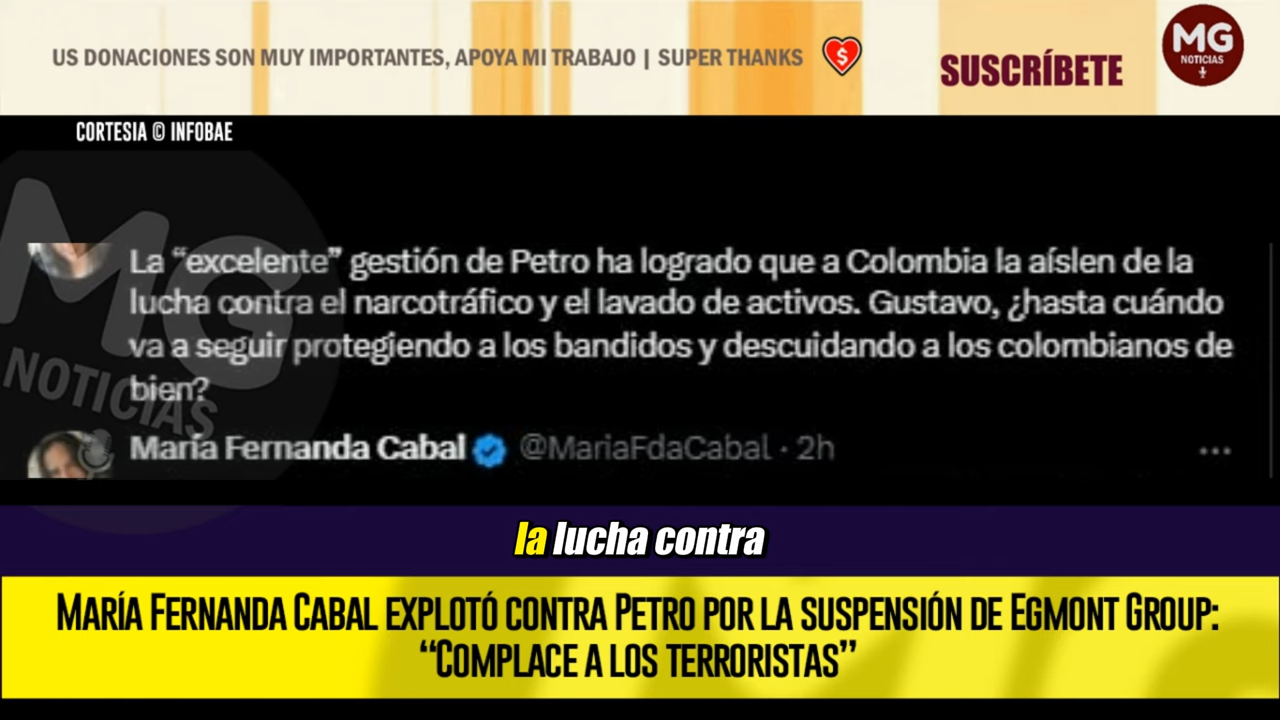 US DONACIONES SON MUY IMPORTANTES, APOYA MI TRABAJO | SUPER THANKS
$
SUSCRÍBETE
MG
NOTICIAS
CORTESIA © INFOBAE
MG
NOTICIAS
La “excelente” gestión de Petro ha logrado que a Colombia la aíslen de la
lucha contra el narcotráfico y el lavado de activos. Gustavo, ¿hasta cuándo
va a seguir protegiendo a los bandidos y descuidando a los colombianos de
bien?
María Fernanda Cabal @MariaFdaCabal · 2h
la lucha contra
MARÍA FERNANDA CABAL EXPLOTÓ CONTRA PETRO POR LA SUSPENSIÓN DE EGMONT GROUP:
“COMPLACE A LOS TERRORISTAS”